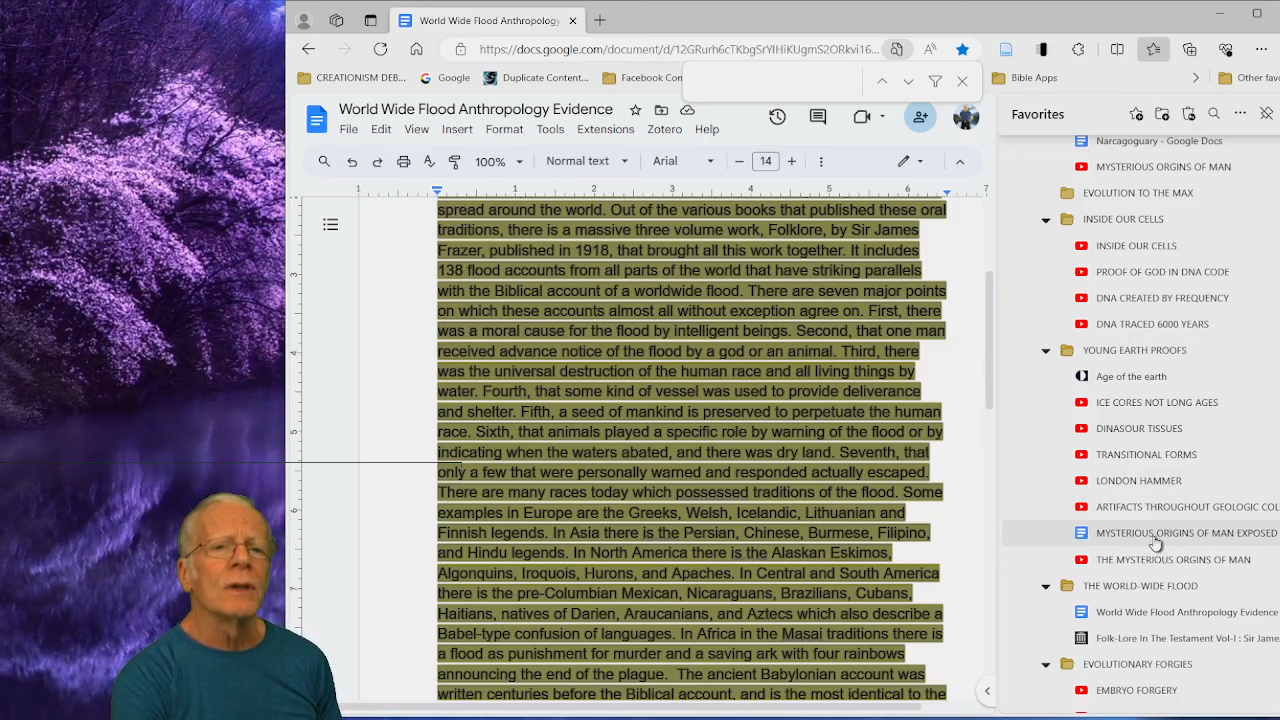 World Wide Flood Anthropology
https://docs.google.com/document/d/12GRurh6cTKbgSrYIHiKUgmS2ORkvi16...
CREATIONISM DEB...
Google
Duplicate Content...
Facebook Con
Bible Apps
Other favo
World Wide Flood Anthropology Evidence
File Edit View Insert Format Tools Extensions Zotero Help
100% Normal text Arial 14
1 1 2 3 4 5 6 7
3
4
5
6
7
spread around the world. Out of the various books that published these oral
traditions, there is a massive three volume work, Folklore, by Sir James
Frazer, published in 1918, that brought all this work together. It includes
138 flood accounts from all parts of the world that have striking parallels
with the Biblical account of a worldwide flood. There are seven major points
on which these accounts almost all without exception agree on. First, there
was a moral cause for the flood by intelligent beings. Second, that one man
received advance notice of the flood by a god or an animal. Third, there
was the universal destruction of the human race and all living things by
water. Fourth, that some kind of vessel was used to provide deliverance
and shelter. Fifth, a seed of mankind is preserved to perpetuate the human
race. Sixth, that animals played a specific role by warning of the flood or by
indicating when the waters abated, and there was dry land. Seventh, that
only a few that were personally warned and responded actually escaped.
There are many races today which possessed traditions of the flood. Some
examples in Europe are the Greeks, Welsh, Icelandic, Lithuanian and
Finnish legends. In Asia there is the Persian, Chinese, Burmese, Filipino,
and Hindu legends. In North America there is the Alaskan Eskimos,
Algonquins, Iroquois, Hurons, and Apaches. In Central and South America
there is the pre-Columbian Mexican, Nicaraguans, Brazilians, Cubans,
Haitians, natives of Darien, Araucanians, and Aztecs which also describe a
Babel-type confusion of languages. In Africa in the Masai traditions there is
a flood as punishment for murder and a saving ark with four rainbows
announcing the end of the plague. The ancient Babylonian account was
written centuries before the Biblical account, and is the most identical to the
Favorites
Narcagoguary - Google Docs
MYSTERIOUS ORGINS OF MAN
EVOLUTION TO THE MAX
INSIDE OUR CELLS
INSIDE OUR CELLS
PROOF OF GOD IN DNA CODE
DNA CREATED BY FREQUENCY
DNA TRACED 6000 YEARS
YOUNG EARTH PROOFS
Age of the earth
ICE CORES NOT LONG AGES
DINASOUR TISSUES
TRANSITIONAL FORMS
LONDON HAMMER
ARTIFACTS THROUGHOUT GEOLOGIC COL
MYSTERIOUS ORIGINS OF MAN EXPOSED
THE MYSTERIOUS ORGINS OF MAN
THE WORLD-WIDE FLOOD
World Wide Flood Anthropology Evidence
Folk-Lore In The Testament Vol-I : Sir Jame
EVOLUTIONARY FORGIES
EMBRYO FORGERY